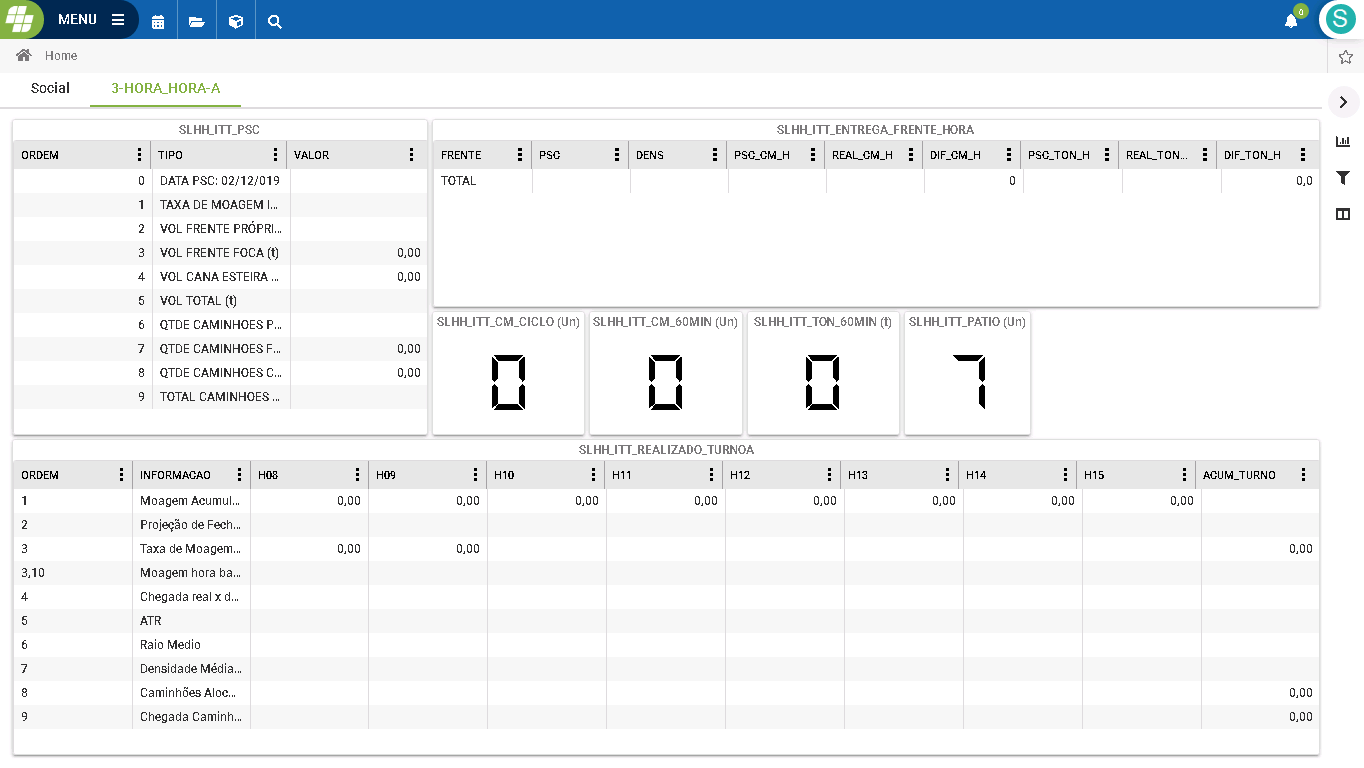 MENU
0
S
Home
Social
3-HORA_HORA-A
SLHH_ITT_PSC
ORDEM TIPO VALOR
0 DATA PSC: 02/12/019
1 TAXA DE MOAGEM I...
2 VOL FRENTE PRÓPRI...
3 VOL FRENTE FOCA (t) 0,00
4 VOL CANA ESTEIRA ... 0,00
5 VOL TOTAL (t)
6 QTDE CAMINHOES P...
7 QTDE CAMINHOES F... 0,00
8 QTDE CAMINHOES C... 0,00
9 TOTAL CAMINHOES ...
SLHH_ITT_ENTREGA_FRENTE_HORA
FRENTE PSC DENS PSC_CM_H REAL_CM_H DIF_CM_H PSC_TON_H REAL_TON... DIF_TON_H
TOTAL 0 0,0
SLHH_ITT_CM_CICLO (Un)
0
SLHH_ITT_CM_60MIN (Un)
0
SLHH_ITT_TON_60MIN (t)
0
SLHH_ITT_PATIO (Un)
7
SLHH_ITT_REALIZADO_TURNOA
ORDEM INFORMACAO H08 H09 H10 H11 H12 H13 H14 H15 ACUM_TURNO
1 Moagem Acumul... 0,00 0,00 0,00 0,00 0,00 0,00 0,00 0,00
2 Projeção de Fech...
3 Taxa de Moagem... 0,00 0,00 0,00
3,10 Moagem hora ba...
4 Chegada real x d...
5 ATR
6 Raio Medio
7 Densidade Média...
8 Caminhões Aloc... 0,00
9 Chegada Caminh... 0,00